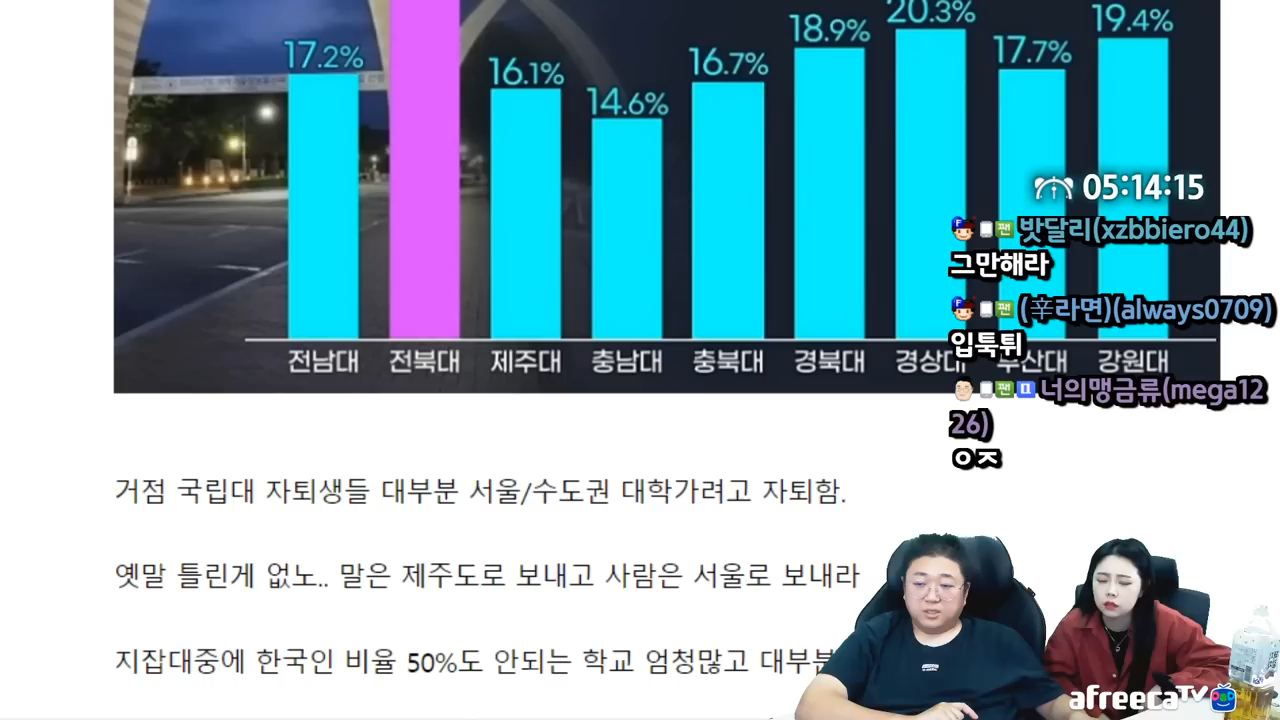 17.2%
16.1%
14.6%
16.7%
18.9%
20.3%
17.7%
19.4%
전남대 전북대 제주대 충남대 충북대 경북대 경상대 부산대 강원대
05:14:15
밧달리(xzbbiero44)
그만해라
(辛라면)(always0709)
입툭튀
너의맹금류(mega12
26)
ㅇㅈ
거점 국립대 자퇴생들 대부분 서울/수도권 대학가려고 자퇴함.
옛말 틀린게 없노.. 말은 제주도로 보내고 사람은 서울로 보내라
지잡대중에 한국인 비율 50%도 안되는 학교 엄청많고 대부분
afreecaTV